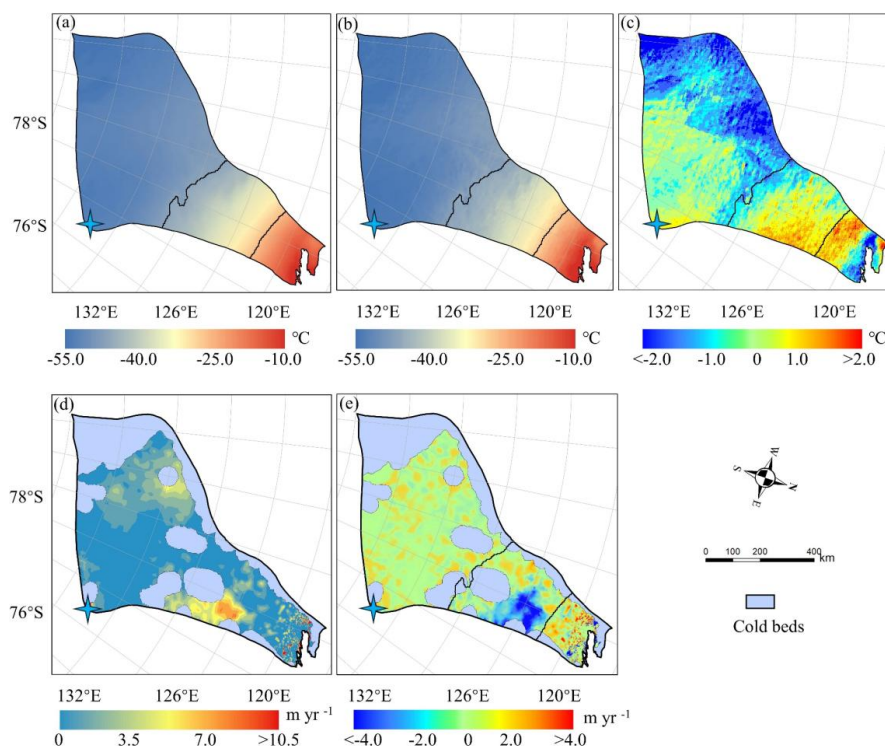 (a) (b) (c)
78°S
76°S
132°E 126°E 120°E 132°E 126°E 120°E 132°E 126°E 120°E
°C °C °C
-55.0 -40.0 -25.0 -10.0 -55.0 -40.0 -25.0 -10.0 <-2.0 -1.0 0 1.0 >2.0
(d) (e)
W
S N
E
78°S
0 100 200 400
km
76°S
Cold beds
132°E 126°E 120°E 132°E 126°E 120°E
m yr -1 m yr -1
0 3.5 7.0 >10.5 <-4.0 -2.0 0 2.0 >4.0